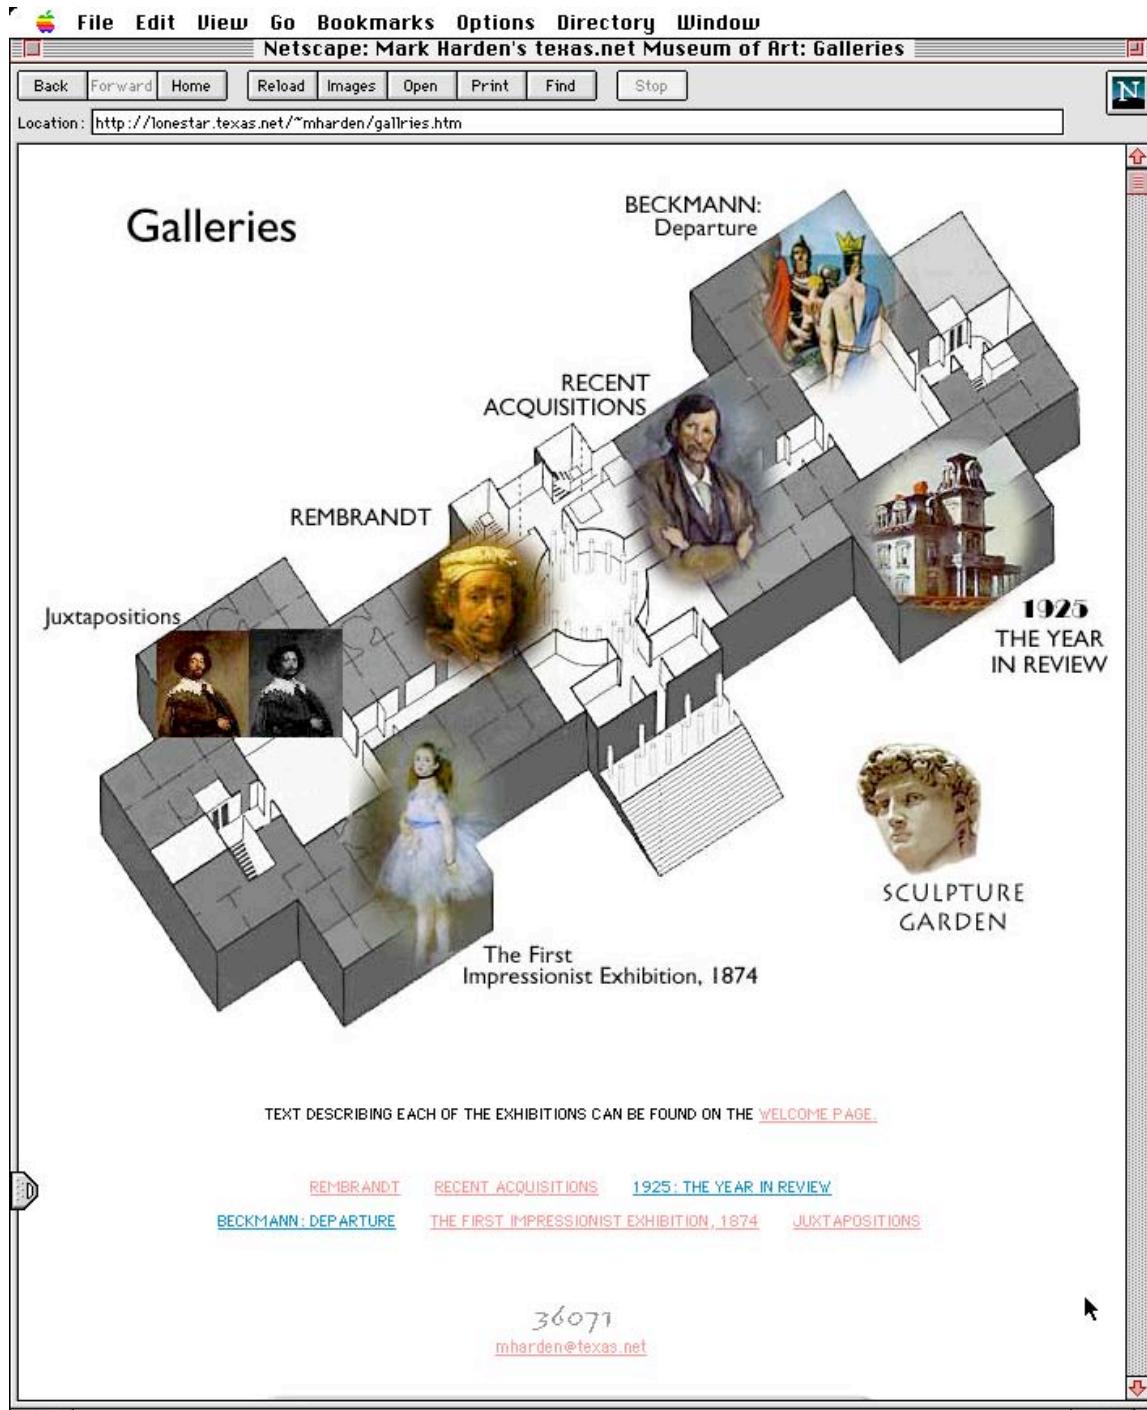 File Edit View Go Bookmarks Options Directory Window
Netscape: Mark Harden's texas.net Museum of Art: Galleries
Back Forward Home Reload Images Open Print Find Stop
N
Location: http://lonestar.texas.net/~mharden/gallries.htm
Galleries
BECKMANN:
Departure
RECENT
ACQUISITIONS
REMBRANDT
Juxtapositions
1925
THE YEAR
IN REVIEW
SCULPTURE
GARDEN
The First
Impressionist Exhibition, 1874
TEXT DESCRIBING EACH OF THE EXHIBITIONS CAN BE FOUND ON THE WELCOME PAGE.
REMBRANDT RECENT ACQUISITIONS 1925: THE YEAR IN REVIEW
BECKMANN: DEPARTURE THE FIRST IMPRESSIONIST EXHIBITION, 1874 JUXTAPOSITIONS
36071
mharden@texas.net